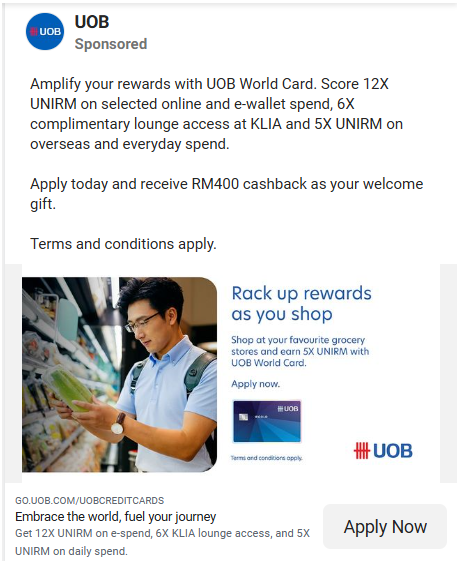 UOB
UOB
Sponsored
Amplify your rewards with UOB World Card. Score 12X
UNIRM on selected online and e-wallet spend, 6X
complimentary lounge access at KLIA and 5X UNIRM on
overseas and everyday spend.
Apply today and receive RM400 cashback as your welcome
gift.
Terms and conditions apply.
Rack up rewards
as you shop
Shop at your favourite grocery
stores and earn 5X UNIRM with
UOB World Card.
Apply now.
UOB
Terms and conditions apply.
UOB
GO.UOB.COM/UOBCREDITCARDS
Embrace the world, fuel your journey
Get 12X UNIRM on e-spend, 6X KLIA lounge access, and 5X
UNIRM on daily spend.
Apply Now